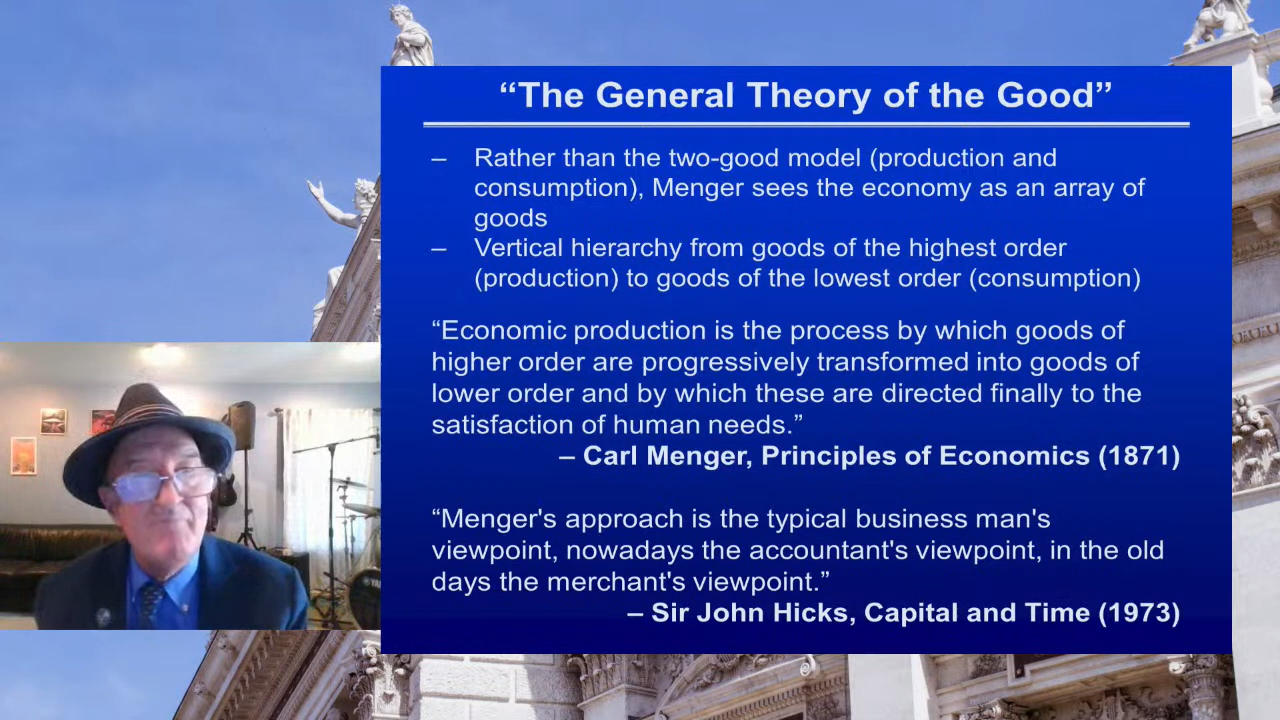 “The General Theory of the Good”
– Rather than the two-good model (production and
consumption), Menger sees the economy as an array of
goods
– Vertical hierarchy from goods of the highest order
(production) to goods of the lowest order (consumption)
“Economic production is the process by which goods of
higher order are progressively transformed into goods of
lower order and by which these are directed finally to the
satisfaction of human needs.”
– Carl Menger, Principles of Economics (1871)
“Menger's approach is the typical business man's
viewpoint, nowadays the accountant's viewpoint, in the old
days the merchant's viewpoint.”
– Sir John Hicks, Capital and Time (1973)